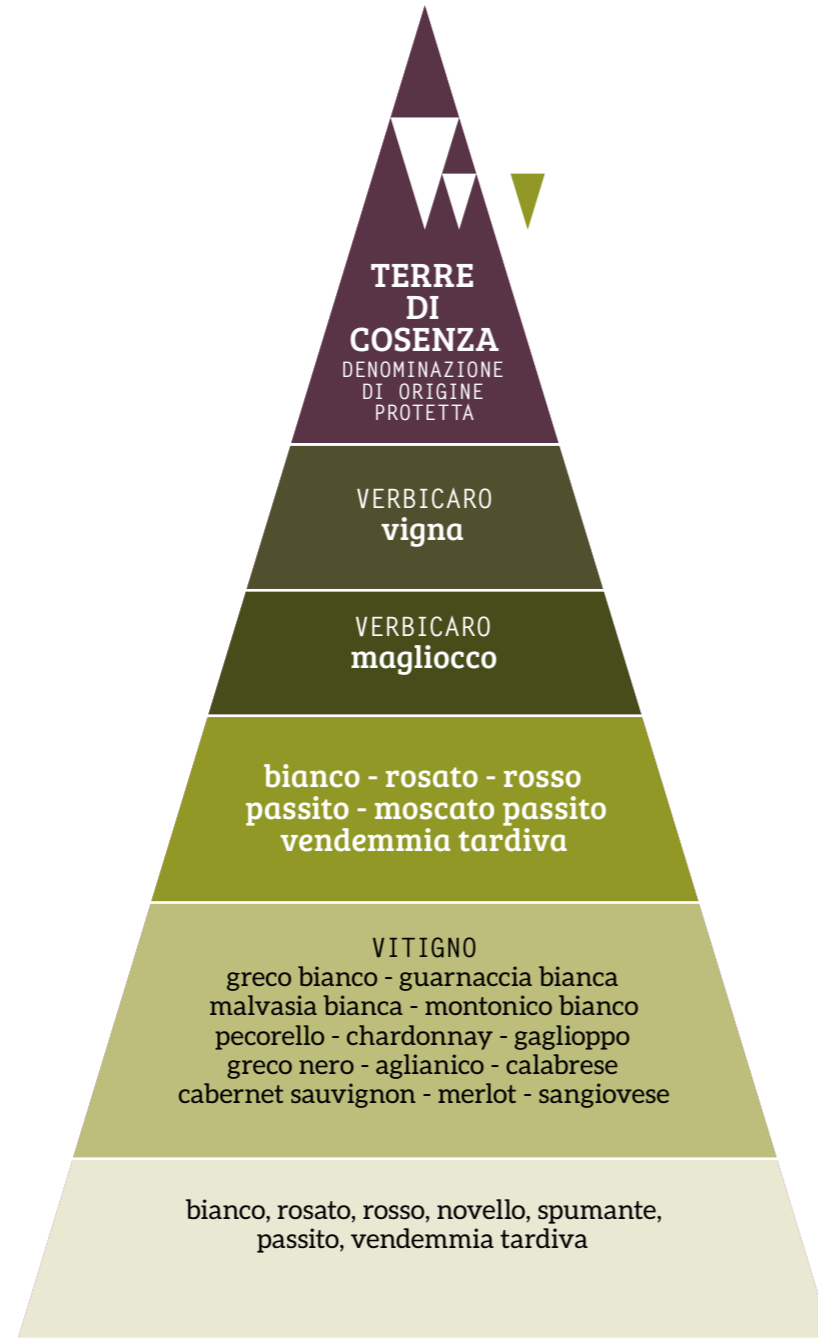 TERRE
DI
COSENZA
DENOMINAZIONE
DI ORIGINE
PROTETTA
VERBICARO
vigna
VERBICARO
magliocco
bianco - rosato - rosso
passito - moscato passito
vendemmia tardiva
VITIGNO
greco bianco - guarnaccia bianca
malvasia bianca - montonico bianco
pecorello - chardonnay - gaglioppo
greco nero - aglianico - calabrese
cabernet sauvignon - merlot - sangiovese
bianco, rosato, rosso, novello, spumante,
passito, vendemmia tardiva